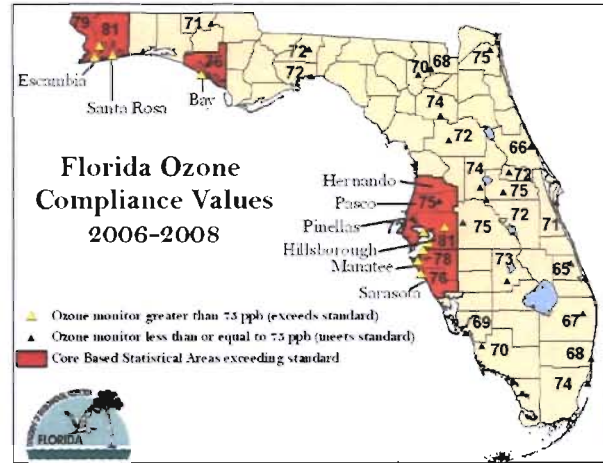 79
81
71
76
72
72
70
68
75
74
72
66
74
72
75
72
71
75
75
72
81
78
76
73
65
67
69
70
68
74
Escambia
Santa Rosa
Bay
Florida Ozone
Compliance Values
2006-2008
Hernando
Pasco
Pinellas
Hillsborough
Manatee
Sarasota
Ozone monitor greater than 75 ppb (exceeds standard)
Ozone monitor less than or equal to 75 ppb (meets standard)
Core Based Statistical Areas exceeding standard
FLORIDA